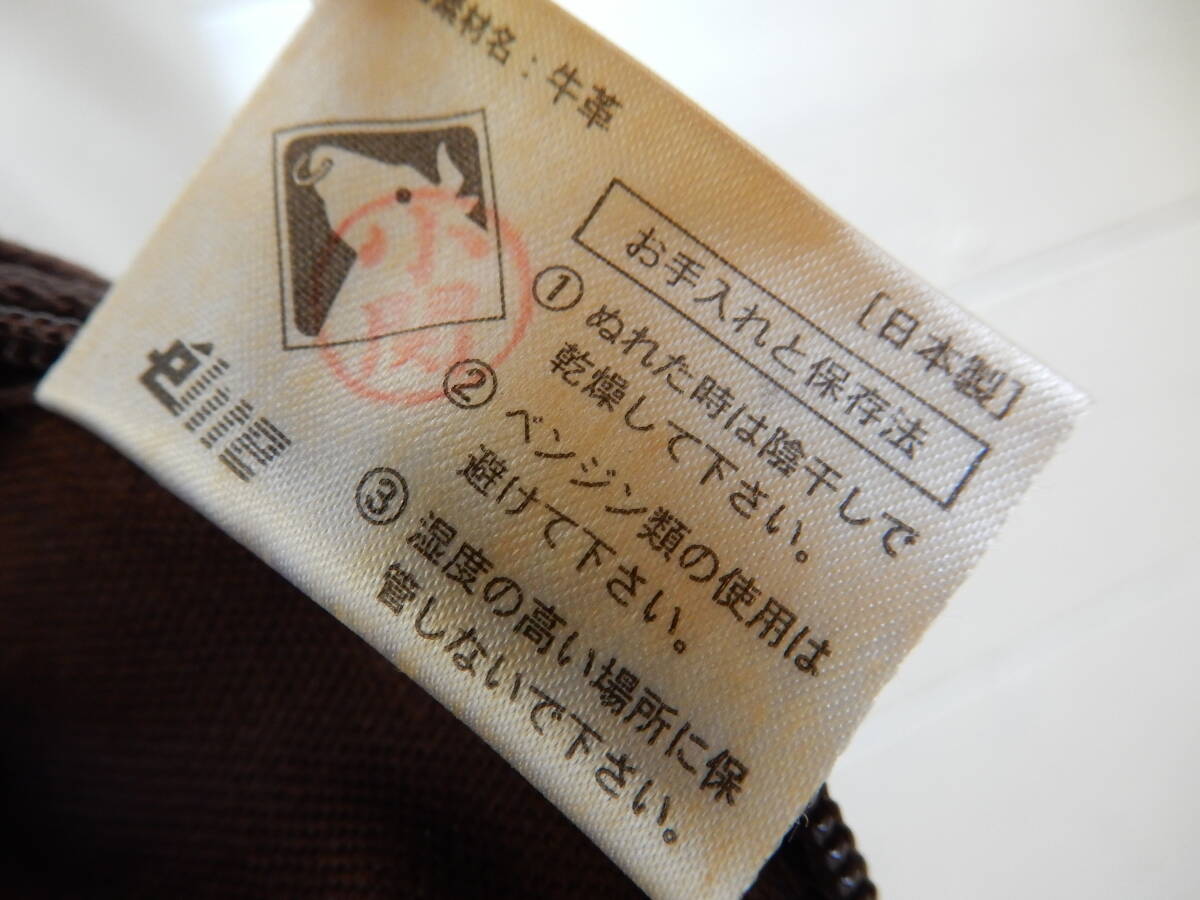 素材名：牛革
小
関
[日本製]
お手入れと保存法
① ぬれた時は陰干しで
乾燥して下さい。
② ベンジン類の使用は
避けて下さい。
③ 湿度の高い場所に保
管しないで下さい。